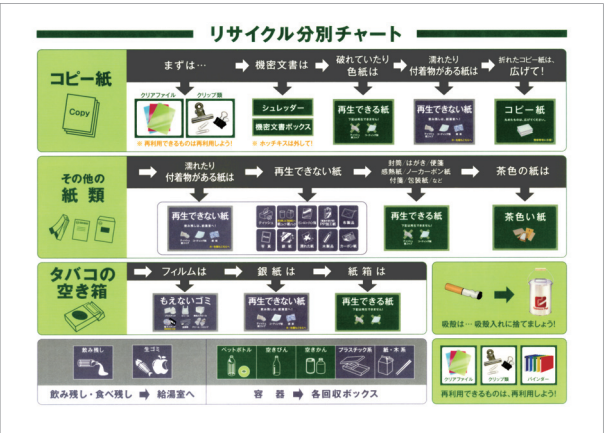 リサイクル分別チャート
コピー紙
Copy
まずは…
機密文書は
破れていたり
色紙は
濡れたり
付着物がある紙は
折れたコピー紙は、
広げて!
クリアファイル
クリップ類
※ 再利用できるものは再利用しよう!
シュレッダー
機密文書ボックス
※ ホッチキスは外して!
再生できる紙
再生できない紙
コピー紙
その他の
紙類
濡れたり
付着物がある紙は
再生できない紙
封筒/はがき/便箋
感熱紙/ノーカーボン紙
付箋/包装紙/など
茶色の紙は
再生できない紙
再生できる紙
茶色い紙
タバコの
空き箱
フィルムは
銀紙は
紙箱は
もえないゴミ
再生できない紙
再生できる紙
吸殻は…吸殻入れに捨てましょう!
飲み残し
生ゴミ
飲み残し・食べ残し
給湯室へ
ペットボトル
空きびん
空きかん
プラスチック系
紙・木系
容器
各回収ボックス
クリアファイル
クリップ類
バインダー
再利用できるものは、再利用しよう!